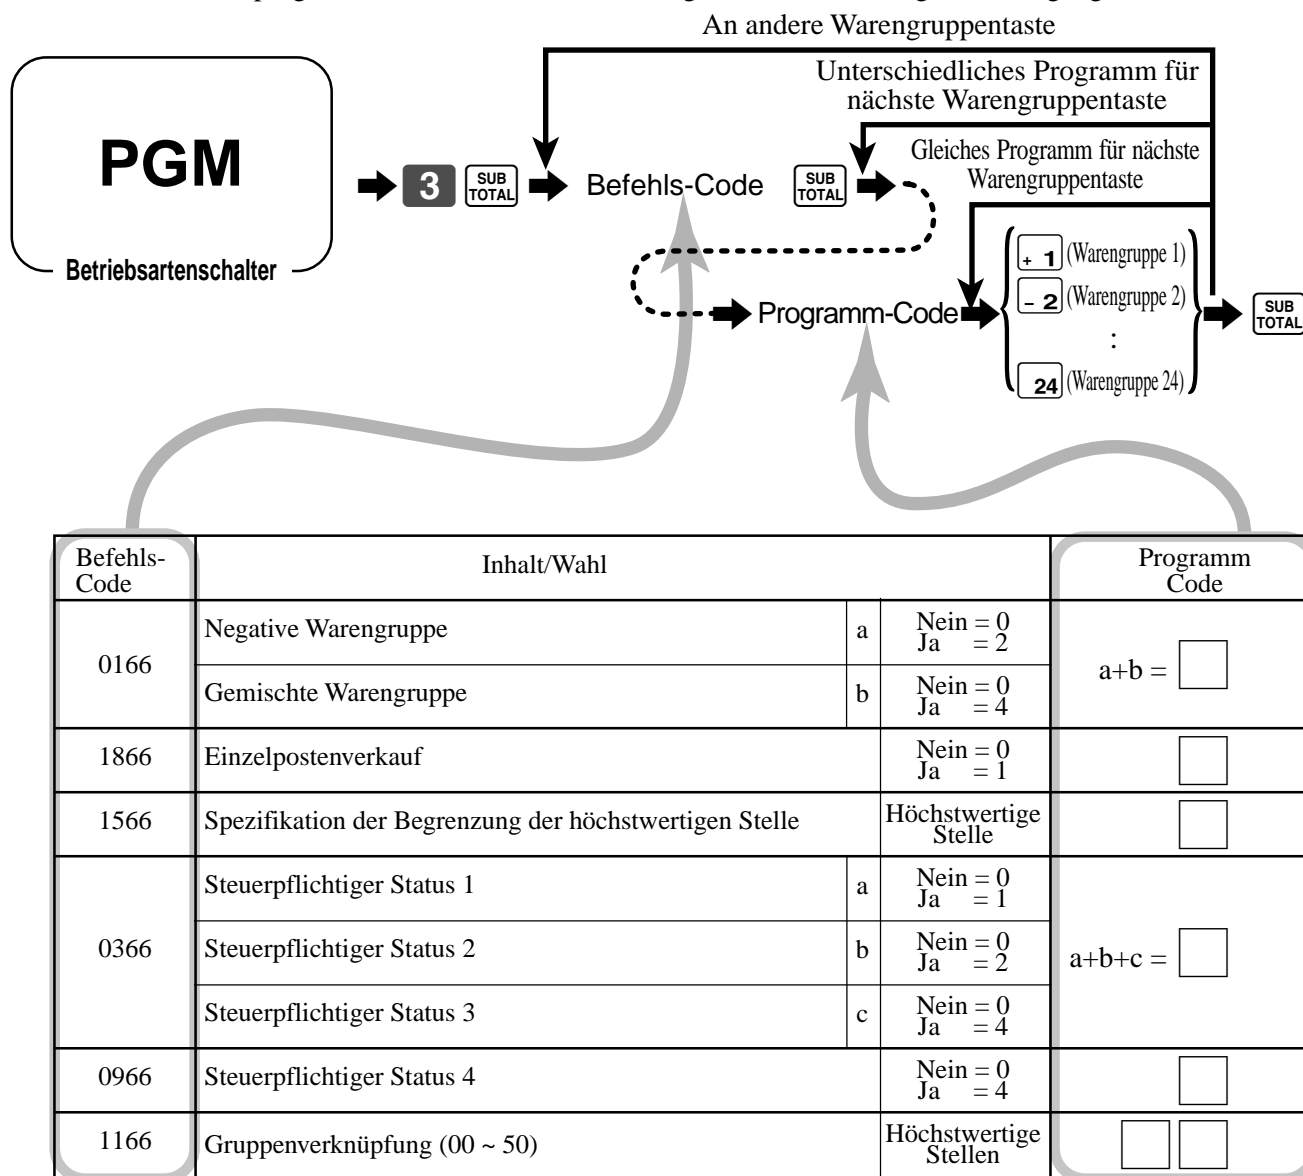 An andere Warengruppentaste
Unterschiedliches Programm für
nächste Warengruppentaste
Gleiches Programm für nächste
Warengruppentaste
PGM
Betriebsartenschalter
3 SUB TOTAL Befehls-Code SUB TOTAL
Programm-Code
+ 1 (Warengruppe 1)
- 2 (Warengruppe 2)
:
24 (Warengruppe 24)
SUB TOTAL
Befehls-Code Inhalt/Wahl Programm Code
0166 Negative Warengruppe a Nein = 0 Ja = 2 a+b =
Gemischte Warengruppe b Nein = 0 Ja = 4
1866 Einzelpostenverkauf Nein = 0 Ja = 1
1566 Spezifikation der Begrenzung der höchstwertigen Stelle Höchstwertige Stelle
0366 Steuerpflichtiger Status 1 a Nein = 0 Ja = 1 a+b+c =
Steuerpflichtiger Status 2 b Nein = 0 Ja = 2
Steuerpflichtiger Status 3 c Nein = 0 Ja = 4
0966 Steuerpflichtiger Status 4 Nein = 0 Ja = 4
1166 Gruppenverknüpfung (00 ~ 50) Höchstwertige Stellen